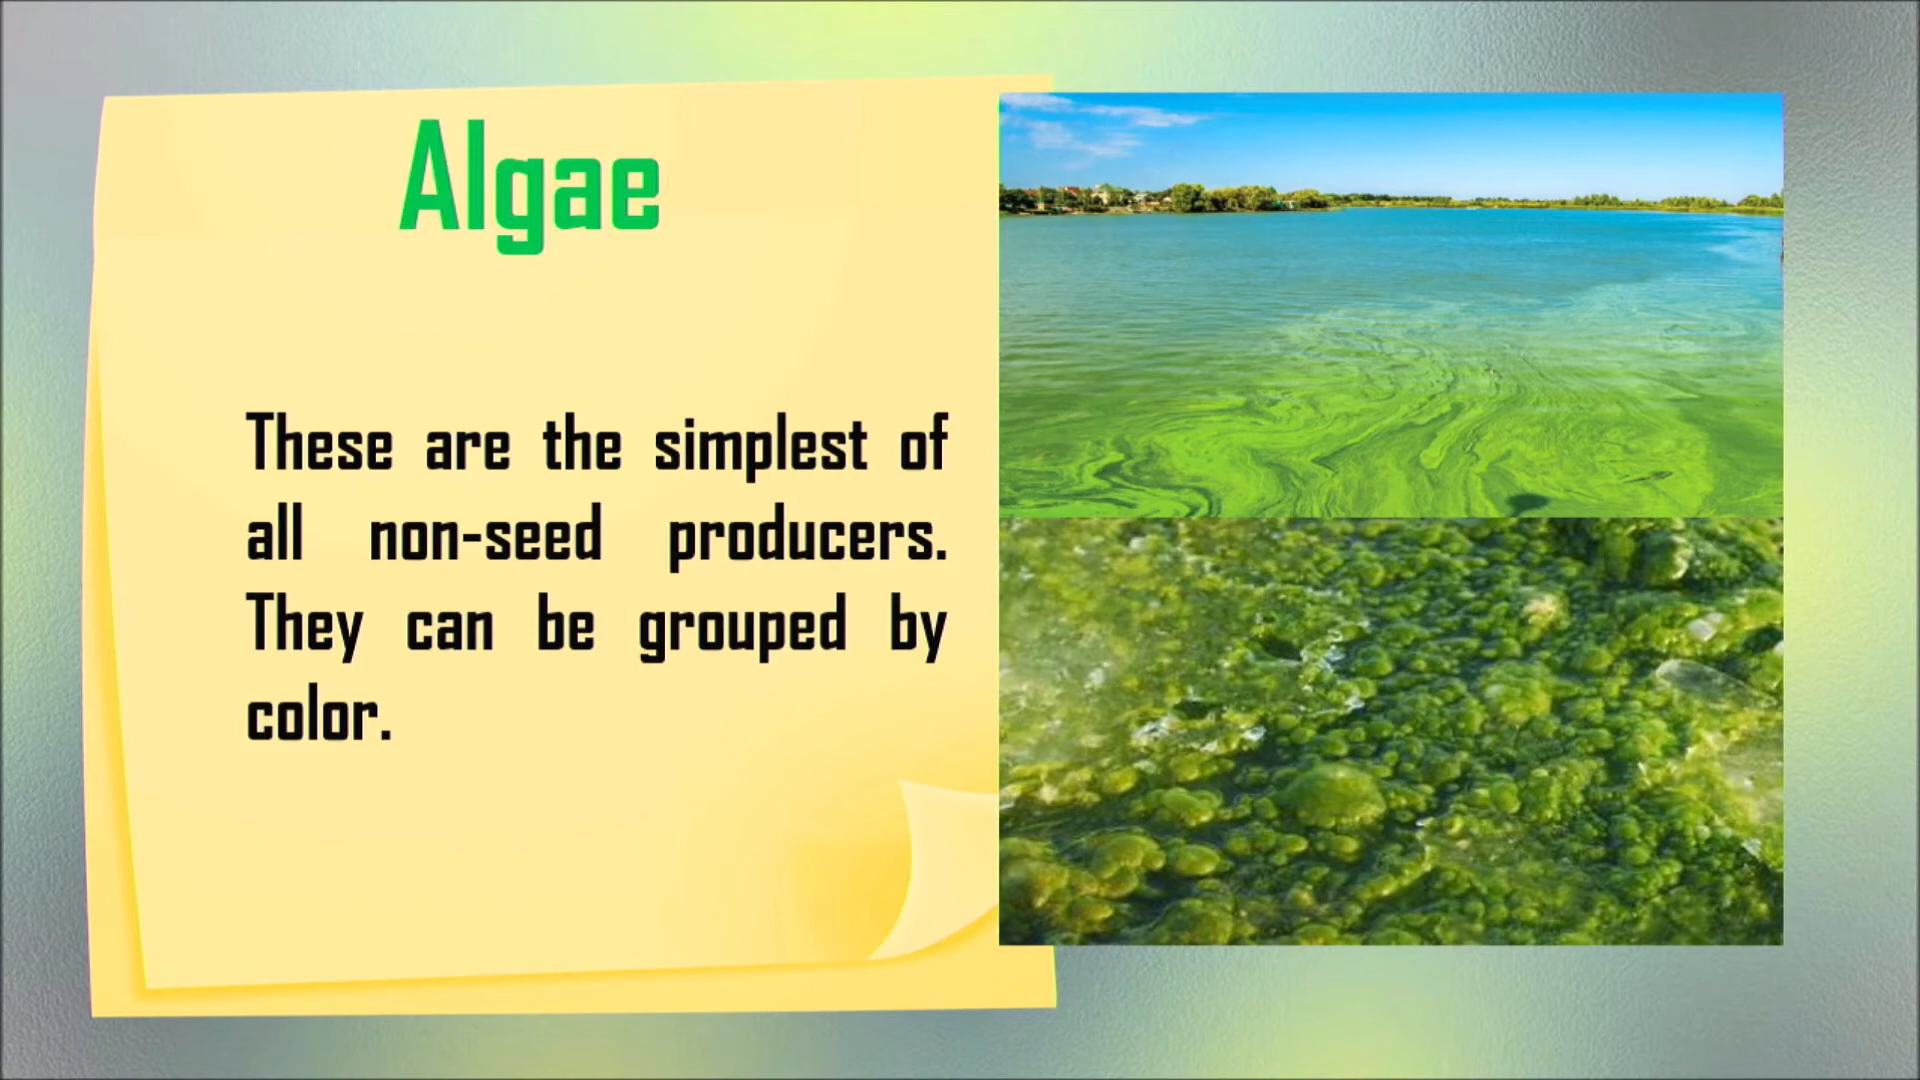 Algae
These are the simplest of
all non-seed producers.
They can be grouped by
color.